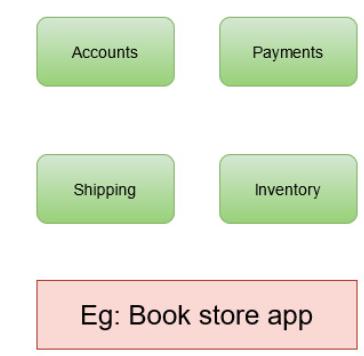 Accounts
Payments
Shipping
Inventory
Eg: Book store app